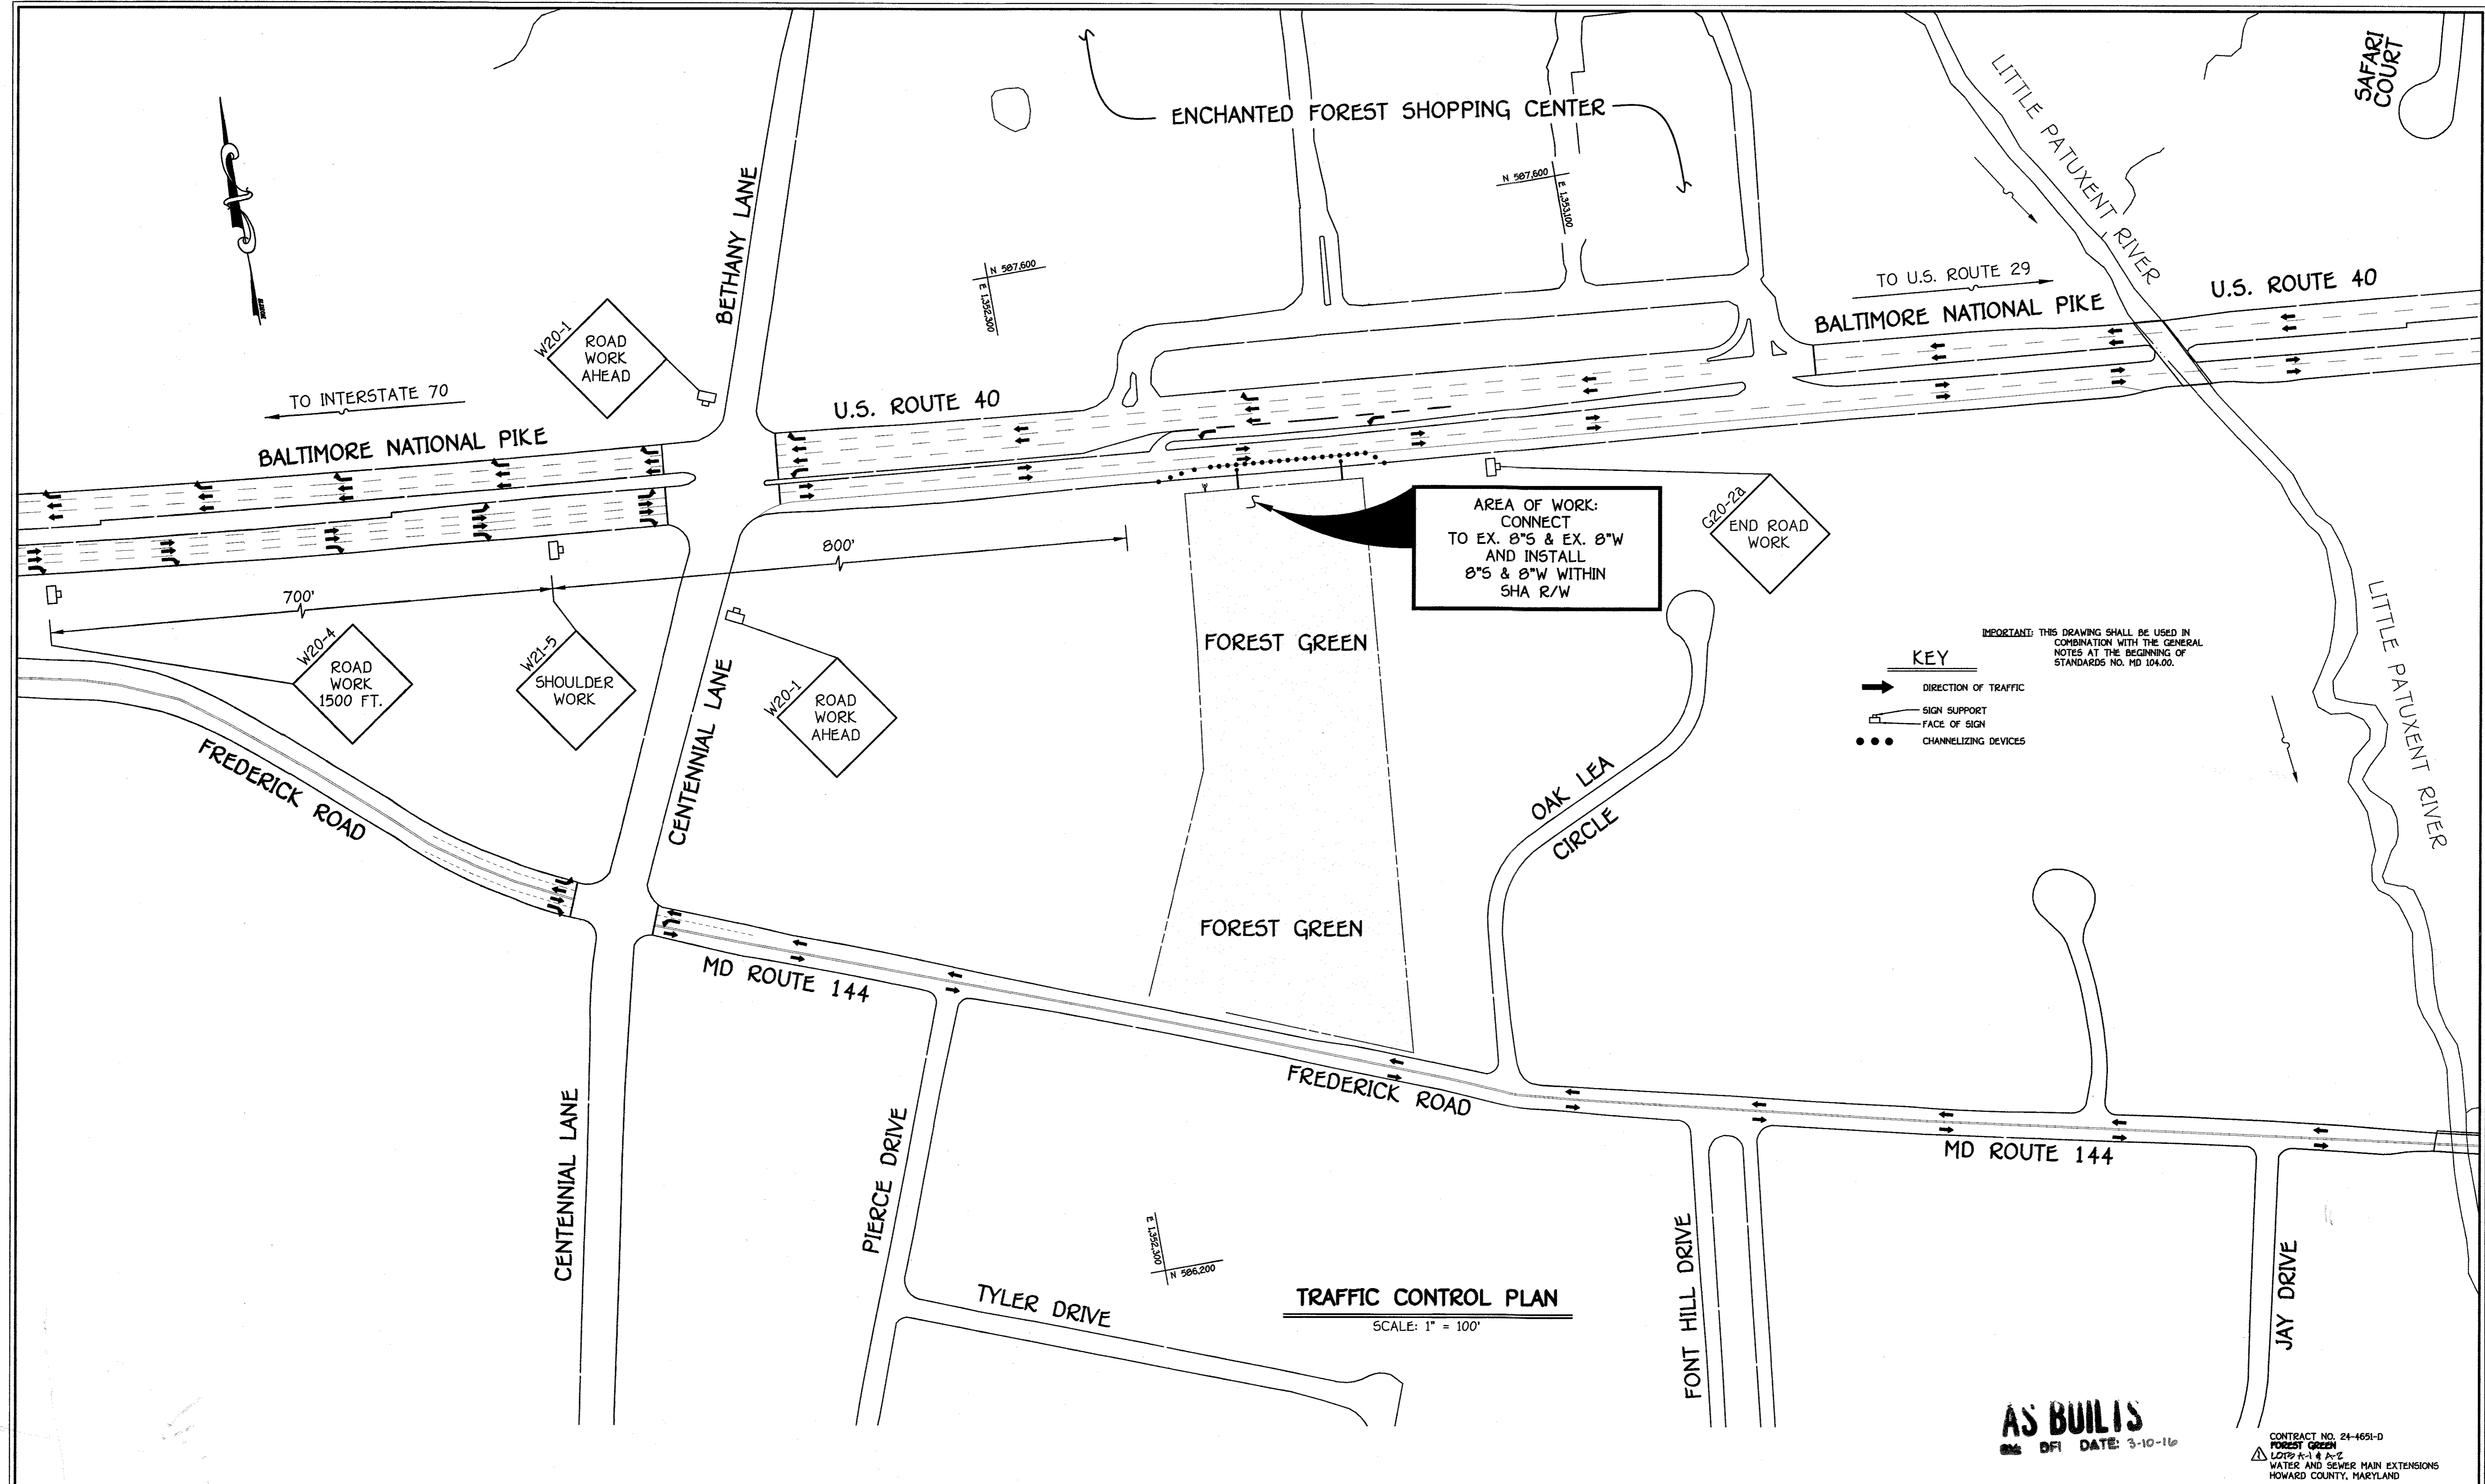 SAFARI
COURT
LITTLE PATUXENT RIVER
ENCHANTED FOREST SHOPPING CENTER
N 587,600
E 1,353,100
BETHANY LANE
N 587,600
E 1,352,300
TO U.S. ROUTE 29
U.S. ROUTE 40
BALTIMORE NATIONAL PIKE
W20-1
ROAD
WORK
AHEAD
TO INTERSTATE 70
U.S. ROUTE 40
BALTIMORE NATIONAL PIKE
AREA OF WORK:
CONNECT
TO EX. 8"S & EX. 8"W
AND INSTALL
8"S & 8"W WITHIN
SHA R/W
G20-2a
END ROAD
WORK
800'
700'
W20-4
ROAD
WORK
1500 FT.
W21-5
SHOULDER
WORK
W20-1
ROAD
WORK
AHEAD
FOREST GREEN
IMPORTANT: THIS DRAWING SHALL BE USED IN
COMBINATION WITH THE GENERAL
NOTES AT THE BEGINNING OF
STANDARDS NO. MD 104.00.
KEY
DIRECTION OF TRAFFIC
SIGN SUPPORT
FACE OF SIGN
CHANNELIZING DEVICES
LITTLE PATUXENT RIVER
FREDERICK ROAD
CENTENNIAL LANE
OAK LEA
CIRCLE
FOREST GREEN
MD ROUTE 144
FREDERICK ROAD
MD ROUTE 144
CENTENNIAL LANE
PIERCE DRIVE
E 1,352,300
N 586,200
TYLER DRIVE
TRAFFIC CONTROL PLAN
SCALE: 1" = 100'
FONT HILL DRIVE
JAY DRIVE
AS BUILTS
DFI DATE: 3-10-16
CONTRACT NO. 24-4651-D
FOREST GREEN
1 LOTS A-1 & A-2
WATER AND SEWER MAIN EXTENSIONS
HOWARD COUNTY, MARYLAND